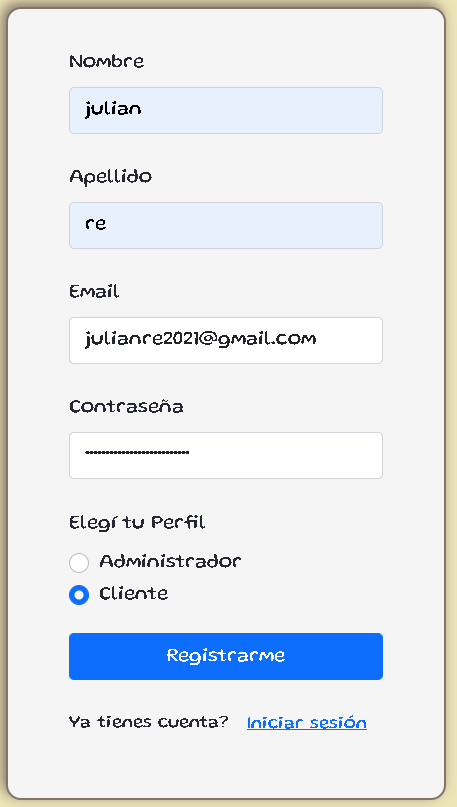 Nombre
julian
Apellido
re
Email
julianre2021@gmail.com
Contraseña
Elegí tu Perfil
Administrador
Cliente
Registrarme
Ya tienes cuenta? Iniciar sesión